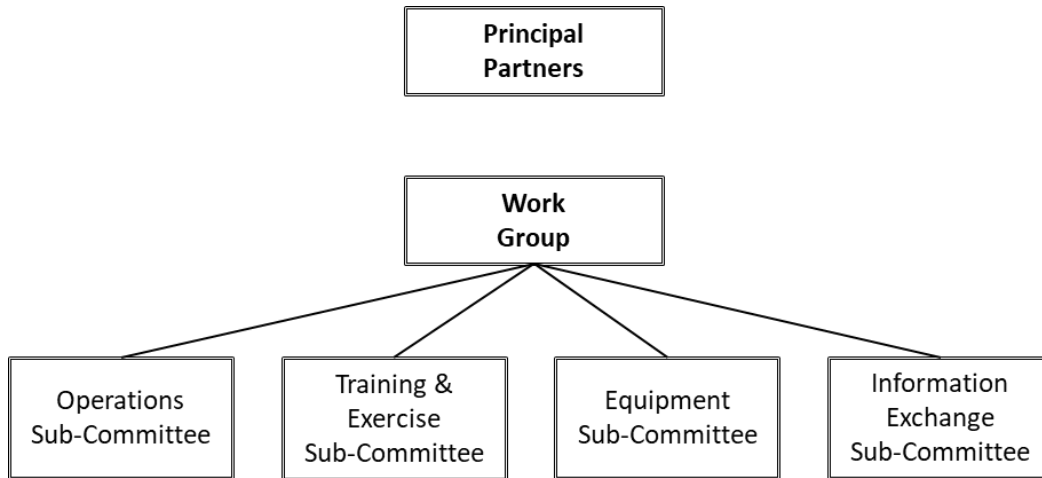 Principal
Partners
Work
Group
Operations
Sub-Committee
Training &
Exercise
Sub-Committee
Equipment
Sub-Committee
Information
Exchange
Sub-Committee